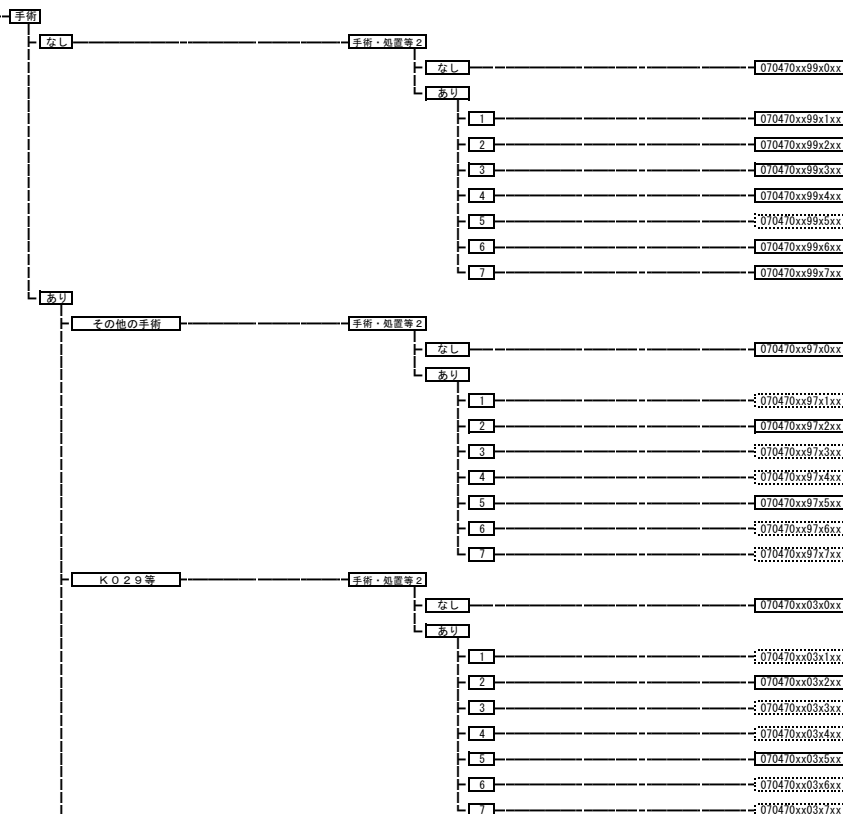 手術
なし 手術・処置等2
なし 070470xx99x0xx
あり
1 070470xx99x1xx
2 070470xx99x2xx
3 070470xx99x3xx
4 070470xx99x4xx
5 070470xx99x5xx
6 070470xx99x6xx
7 070470xx99x7xx
あり
その他の手術 手術・処置等2
なし 070470xx97x0xx
あり
1 070470xx97x1xx
2 070470xx97x2xx
3 070470xx97x3xx
4 070470xx97x4xx
5 070470xx97x5xx
6 070470xx97x6xx
7 070470xx97x7xx
K029等 手術・処置等2
なし 070470xx03x0xx
あり
1 070470xx03x1xx
2 070470xx03x2xx
3 070470xx03x3xx
4 070470xx03x4xx
5 070470xx03x5xx
6 070470xx03x6xx
7 070470xx03x7xx